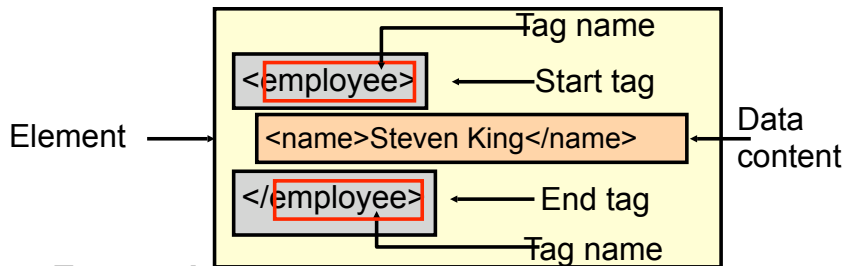 Tag name
<employee>
Start tag
Element
<name>Steven King</name>
Data
content
</employee>
End tag
Tag name